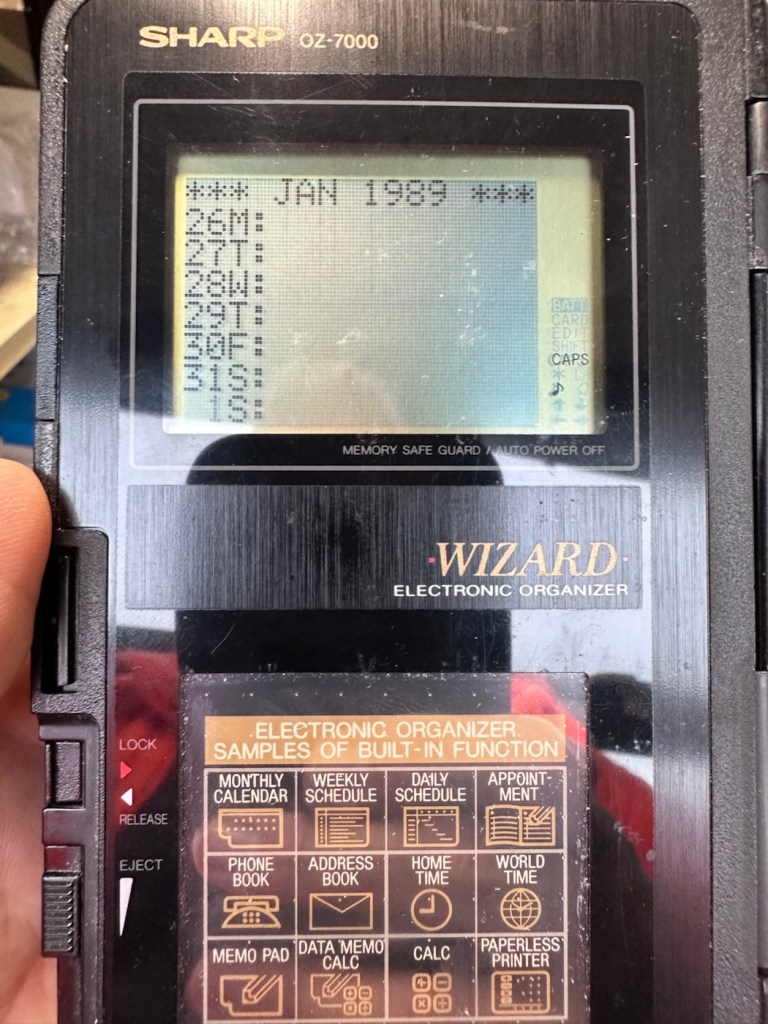 SHARP OZ-7000
*** JAN 1989 ***
26M:
27T:
28W:
29T:
30F:
31S:
1S:
BATT
CARD
EDIT
SHIFT
CAPS
MEMORY SAFE GUARD / AUTO POWER OFF
WIZARD
ELECTRONIC ORGANIZER
LOCK
RELEASE
EJECT
ELECTRONIC ORGANIZER
SAMPLES OF BUILT-IN FUNCTION
MONTHLY
CALENDAR
WEEKLY
SCHEDULE
DAILY
SCHEDULE
APPOINT-
MENT
PHONE
BOOK
ADDRESS
BOOK
HOME
TIME
WORLD
TIME
MEMO PAD
DATA MEMO
CALC
CALC
PAPERLESS
PRINTER